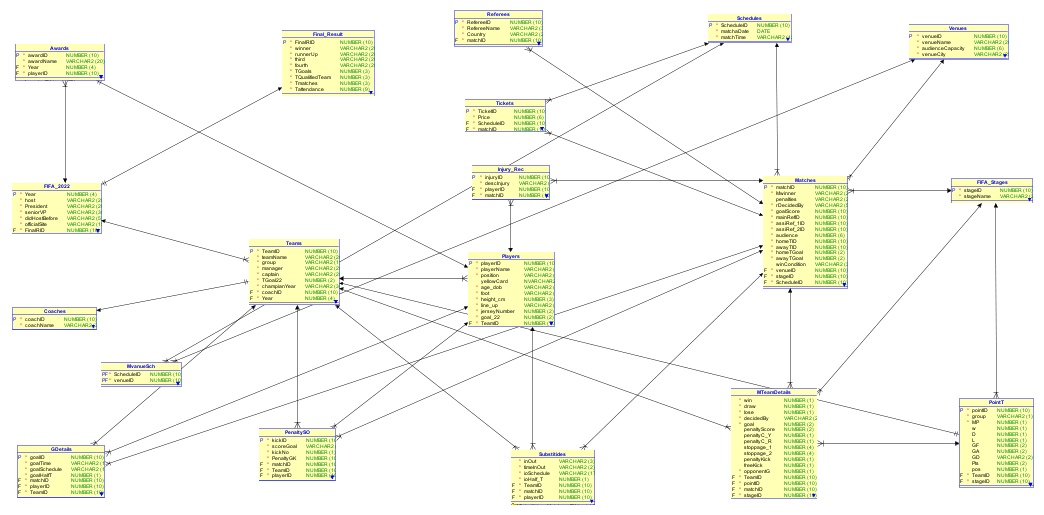 Awards
P * awardID NUMBER (10)
* awardName VARCHAR2 (20)
F * Year NUMBER (4)
F * playerID NUMBER (10)
Final_Result
P * FinalRID NUMBER (10)
* winner VARCHAR2 (2
* runnerUp VARCHAR2 (2
* third VARCHAR2 (2
* fourth VARCHAR2 (2
* TGoals NUMBER (3)
* TQualifiedTeam NUMBER (3)
* Tmatches NUMBER (3)
* Tattendance NUMBER (9)
Referees
P * RefereeID NUMBER (10)
* RefereeName VARCHAR2 (2
* Country VARCHAR2 (2
F * matchID NUMBER (10
Schedules
P * ScheduleID NUMBER (10)
* matchaDate DATE
* matchTime VARCHAR2
Venues
P * venueID NUMBER (10)
* venueName VARCHAR2 (2
* audienceCapacity NUMBER (6)
* venueCity VARCHAR2
Tickets
P * TicketID NUMBER (10
* Price NUMBER (6)
F * ScheduleID NUMBER (10
F * matchID NUMBER
Injury_Rec
P * injuryID NUMBER (10
* descInjury VARCHAR2
F * playerID NUMBER (10
F * matchID NUMBER
Matches
P * matchID NUMBER (10)
* Mwinner VARCHAR2 (2
penalties VARCHAR2 (2
* rDecidedBy VARCHAR2 (
* goalScore NUMBER (10)
* mainRefID NUMBER (10)
* assiRef_1ID NUMBER (10)
* assiRef_2ID NUMBER (10)
* audience NUMBER (6)
* homeTID NUMBER (10)
* awayTID NUMBER (10)
* homeTGoal NUMBER (2)
* awayTGoal NUMBER (2)
winCondition VARCHAR2 (
F * venueID NUMBER (10)
F * stageID NUMBER (10)
F * ScheduleID NUMBER (10
FIFA_Stages
P * stageID NUMBER (10
* stageName VARCHAR2
FIFA_2022
P * Year NUMBER (4)
* host VARCHAR2 (2
* President VARCHAR2 (2
* seniorVP VARCHAR2
* didHostBefore VARCHAR2
* officialSite VARCHAR2
F * FinalRID NUMBER (10
Teams
P * TeamID NUMBER (10)
* teamName VARCHAR2 (2
* group VARCHAR2 (1
* manager VARCHAR2 (2
* captain VARCHAR2 (2
* TGoal22 NUMBER (2)
* champianYear VARCHAR2
F * coachID NUMBER (10)
F * Year NUMBER (4)
Players
P * playerID NUMBER (10)
* playerName VARCHAR2
* position VARCHAR2
* yellowCard NVARCHAR
* age_dob VARCHAR2
* foot VARCHAR2
* height_cm NUMBER (3)
* line_up VARCHAR2
* jerseyNumber NUMBER (2)
* goal_22 NUMBER (2)
F * TeamID NUMBER
Coaches
P * coachID NUMBER (10
* coachName VARCHAR2
MvanueSch
PF* ScheduleID NUMBER (10
PF* venueID NUMBER (10
MTeamDetails
* win NUMBER (1)
* draw NUMBER (1)
* lose NUMBER (1)
* decidedBy VARCHAR2
* goal NUMBER (2)
* penaltyScore NUMBER (2)
* penaltyC_Y NUMBER (1)
* penaltyC_R NUMBER (1)
* stoppage_1 NUMBER (4)
* stoppage_2 NUMBER (4)
* penaltyKick NUMBER (1)
* freeKick NUMBER (1)
* opponentG NUMBER (1)
F * TeamID NUMBER (10)
F * pointID NUMBER (10)
F * matchID NUMBER (10)
F * stageID NUMBER
PointT
P * pointID NUMBER (10)
* group VARCHAR2 (1)
* MP NUMBER (1)
* w NUMBER (1)
* D NUMBER (1)
* L NUMBER (1)
* GF NUMBER (2)
* GA NUMBER (2)
* GD VARCHAR2
* Pts NUMBER (2)
* pos NUMBER (1)
F * TeamID NUMBER (10)
F * stageID NUMBER (10
GDetails
P * goalID NUMBER (10)
* goalTime VARCHAR2
* goalSchedule VARCHAR2
* goalHalfT NUMBER (1)
F * matchID NUMBER (10)
F * playerID NUMBER (10)
F * TeamID NUMBER
PenaltySO
P * kickID NUMBER (1
* scoreGoal VARCHAR2
* kickNo NUMBER (1
* PenaltyGK NUMBER (1
F * matchID NUMBER (1
F * TeamID NUMBER (1
F * playerID NUMBER
Substitides
* inOut VARCHAR2 (3
* timeInOut VARCHAR2 (2
* ioSchedule VARCHAR2 (1
* ioHalf_T NUMBER (1)
F * TeamID NUMBER (10)
F * matchID NUMBER (10)
F * playerID NUMBER (10)